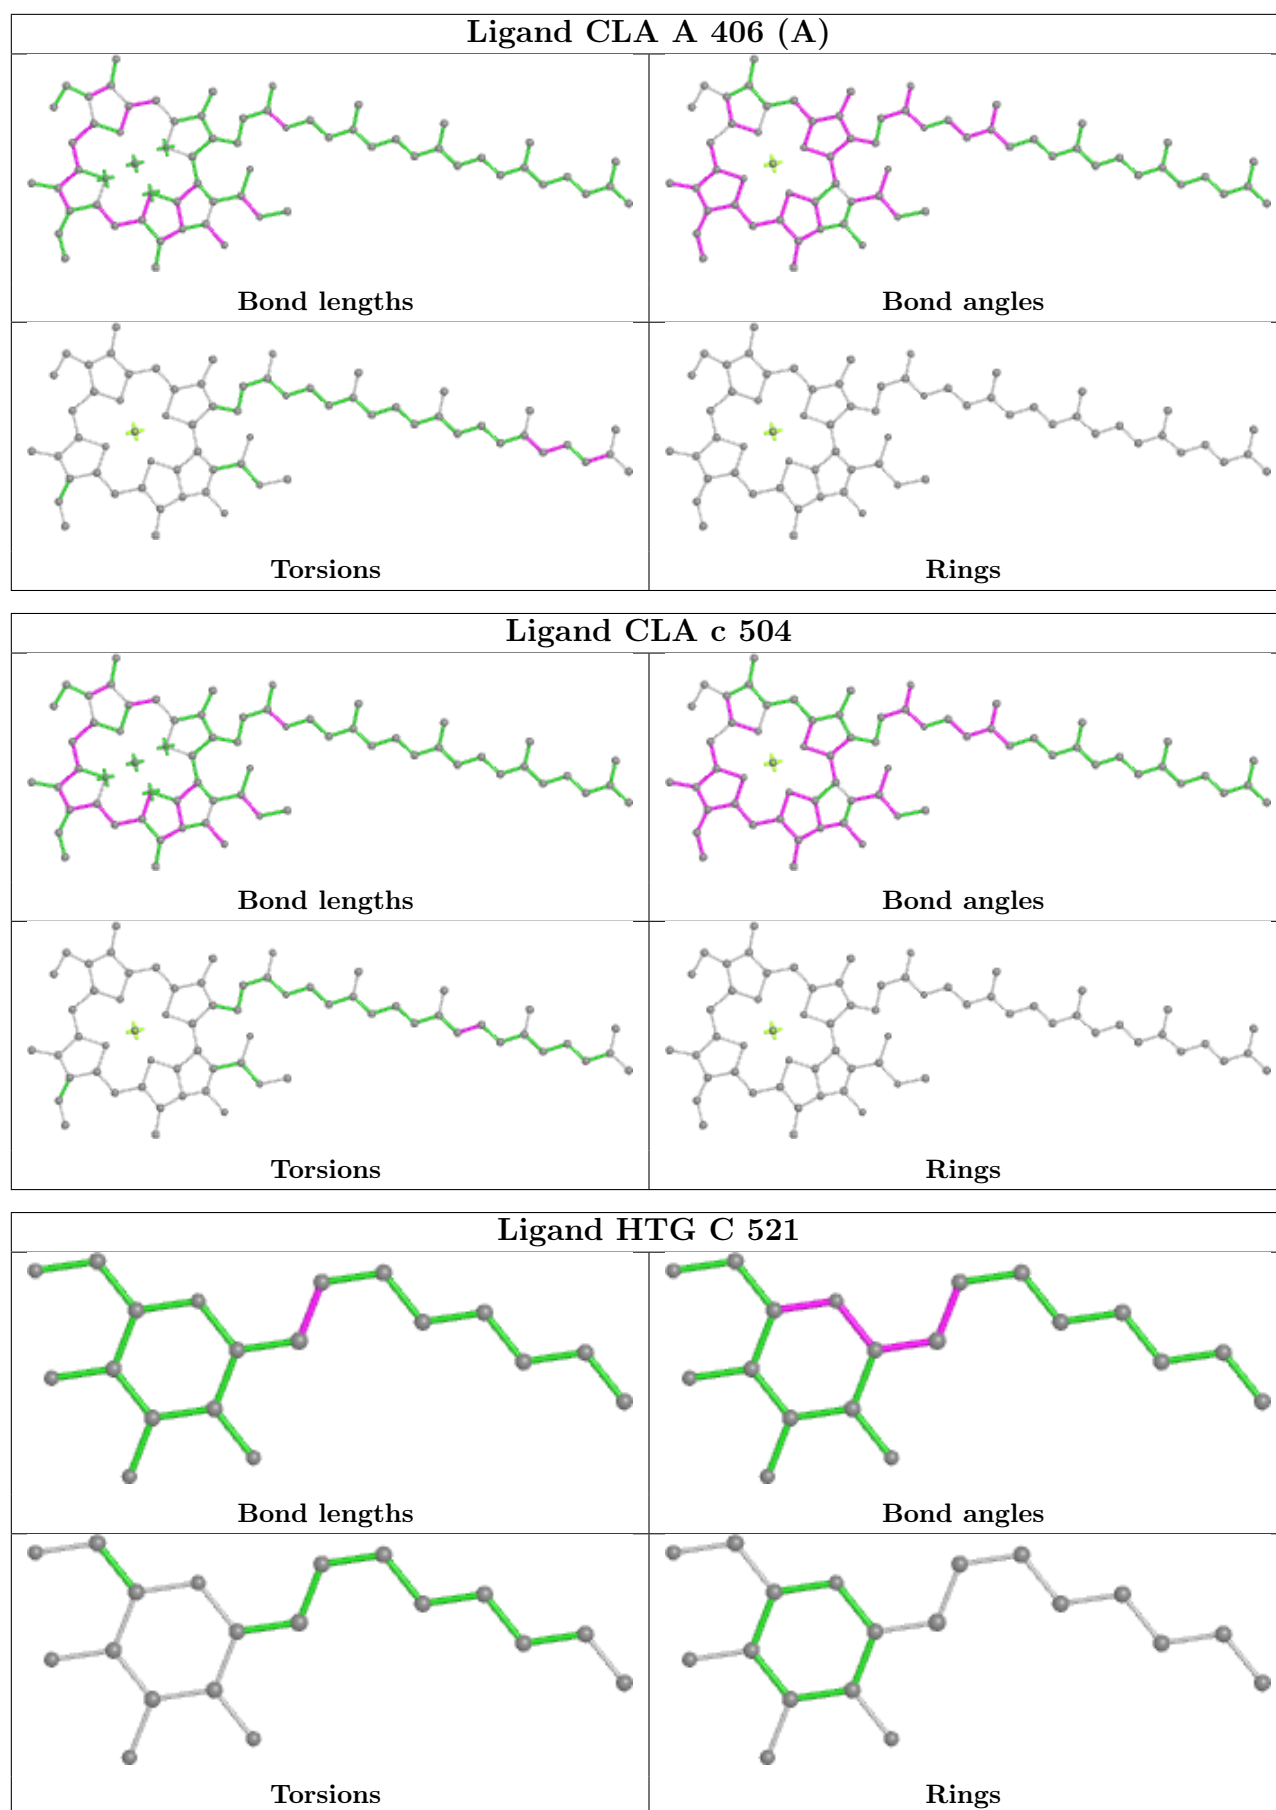 Ligand CLA A 406 (A)
Bond lengths
Bond angles
Torsions
Rings
Ligand CLA c 504
Bond lengths
Bond angles
Torsions
Rings
Ligand HTG C 521
Bond lengths
Bond angles
Torsions
Rings